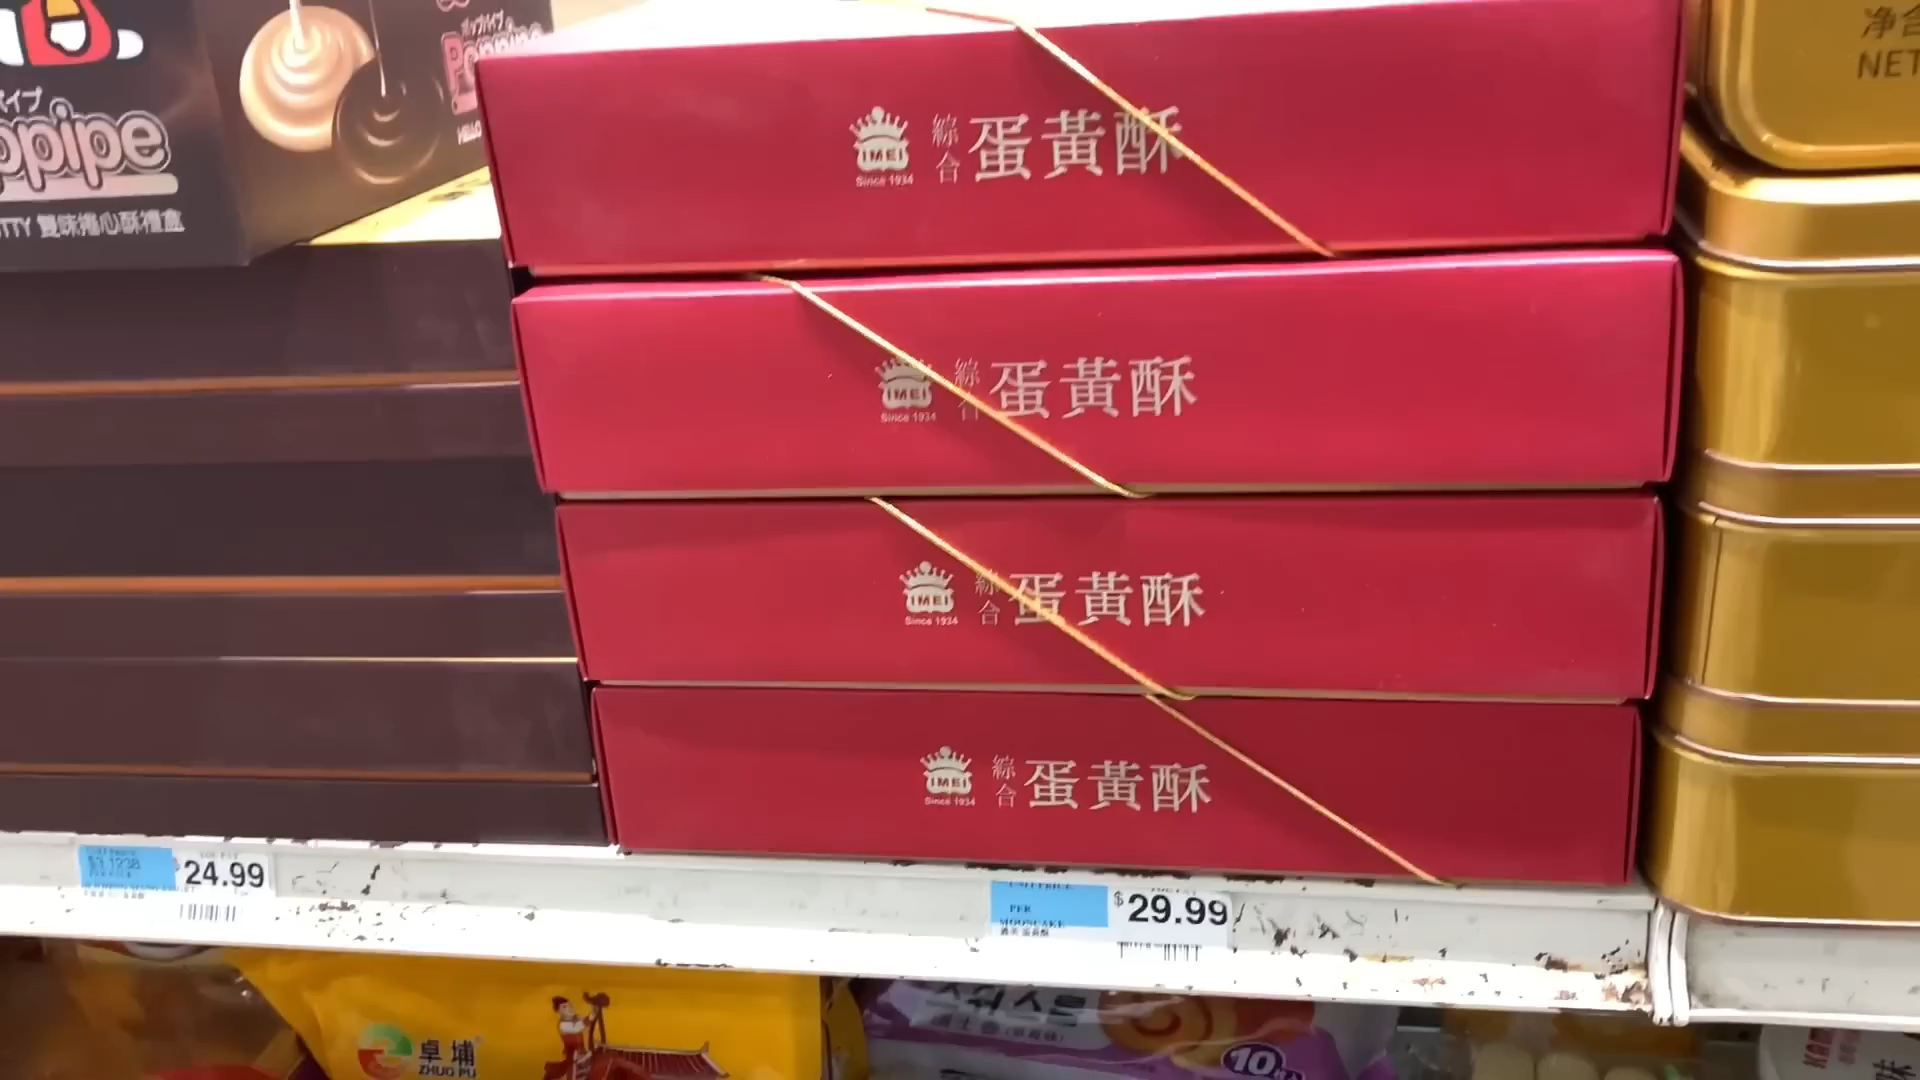 ppipe
TTY 雙味捲心酥禮盒
净含
NET
IMEI
Since 1934
綜合 蛋黃酥
IMEI
Since 1934
綜合 蛋黃酥
IMEI
Since 1934
綜合 蛋黃酥
IMEI
Since 1934
綜合 蛋黃酥
$24.99
PER
MOONCAKE
$29.99
卓埔
ZHUO PU
10